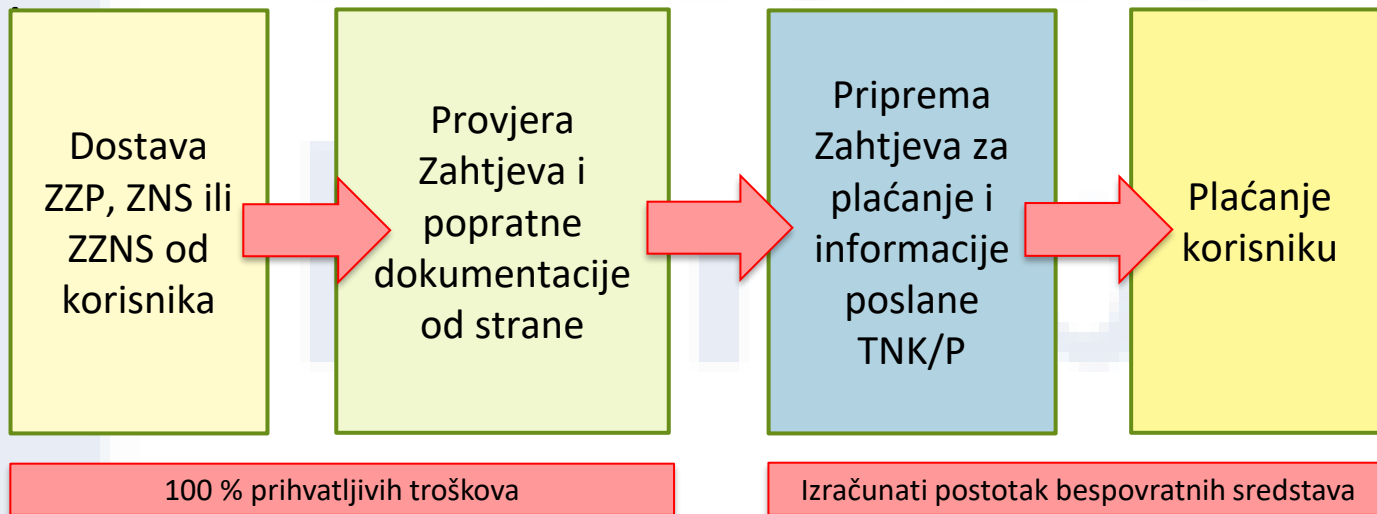 Dostava
ZZP, ZNS ili
ZZNS od
korisnika
Provjera
Zahtjeva i
popratne
dokumentacije
od strane
Priprema
Zahtjeva za
plaćanje i
informacije
poslane
TNK/P
Plaćanje
korisniku
100 % prihvatljivih troškova
Izračunati postotak bespovratnih sredstava